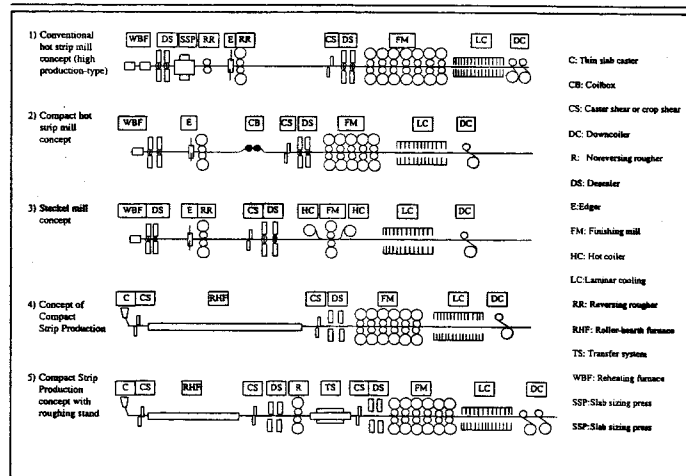 1) Conventional
hot strip mill
concept (high
production-type)
WBF DS SSP RR E RR CS DS FM LC DC
2) Compact hot
strip mill
concept
WBF E CB CS DS FM LC DC
3) Steckel mill
concept
WBF DS E RR CS DS HC FM HC LC DC
4) Concept of
Compact
Strip Production
C CS RHF CS DS FM LC DC
5) Compact Strip
Production
concept with
roughing stand
C CS RHF CS DS R TS CS DS FM LC DC
C: Thin slab caster
CB: Coilbox
CS: Caster shear or crop shear
DC: Downcoiler
R: Noreversing rougher
DS: Descaler
E:Edger
FM: Finishing mill
HC: Hot coiler
LC:Laminar cooling
RR: Reversing rougher
RHF: Roller-hearth furnace
TS: Transfer system
WBF: Reheating furnace
SSP:Slab sizing press
SSP:Slab sizing press